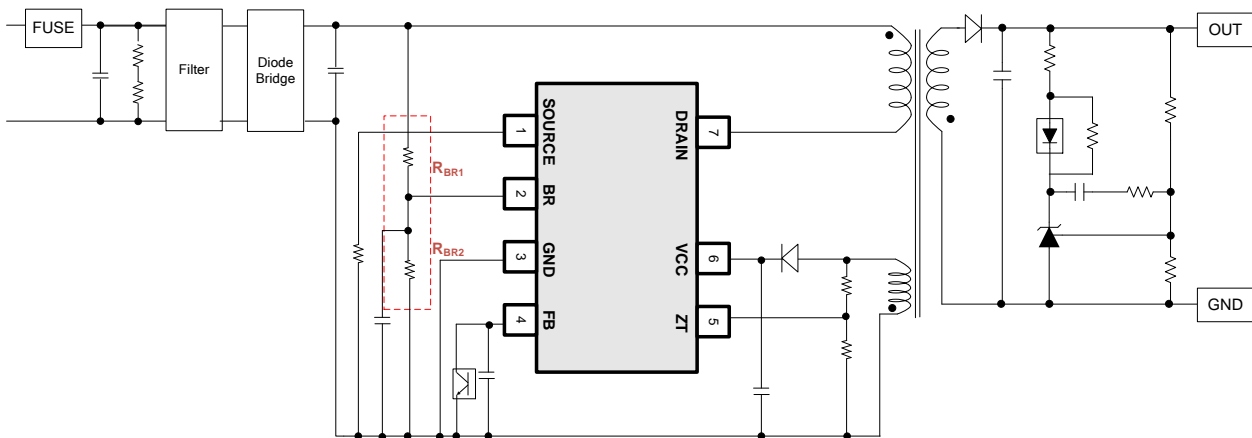 FUSE
Filter
Diode
Bridge
OUT
SOURCE
1
DRAIN
7
RBR1
BR
2
RBR2
GND
3
VCC
6
FB
4
ZT
5
GND